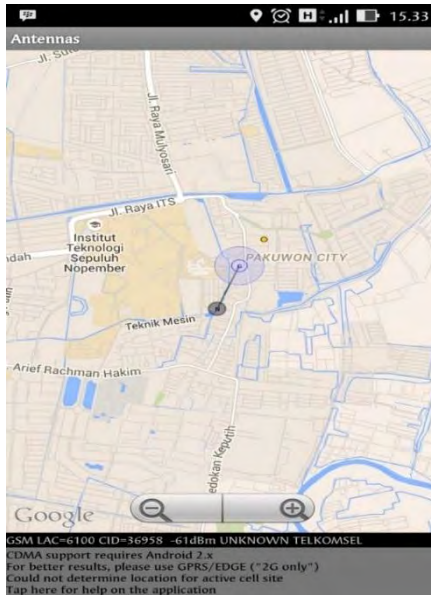 H 15.33
Antennas
Jl. Raya Mulyosari
Jl. Raya ITS
Institut
Teknologi
Sepuluh
Nopember
ndah
PAKUWON CITY
Teknik Mesin
Arief Rachman Hakim
edokan Keputih
Google
GSM LAC=6100 CID=36958 -61dBm UNKNOWN TELKOMSEL
CDMA support requires Android 2.x
For better results, please use GPRS/EDGE ("2G only")
Could not determine location for active cell site
Tap here for help on the application